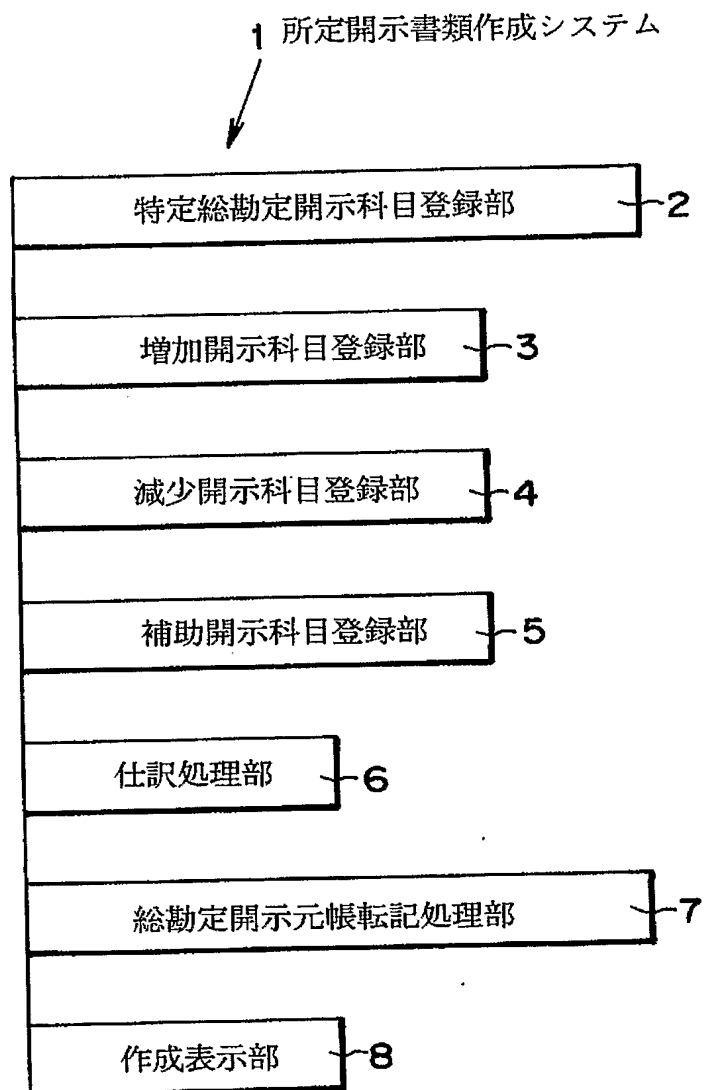 1 所定開示書類作成システム
特定総勘定開示科目登録部 2
増加開示科目登録部 3
減少開示科目登録部 4
補助開示科目登録部 5
仕訳処理部 6
総勘定開示元帳転記処理部 7
作成表示部 8